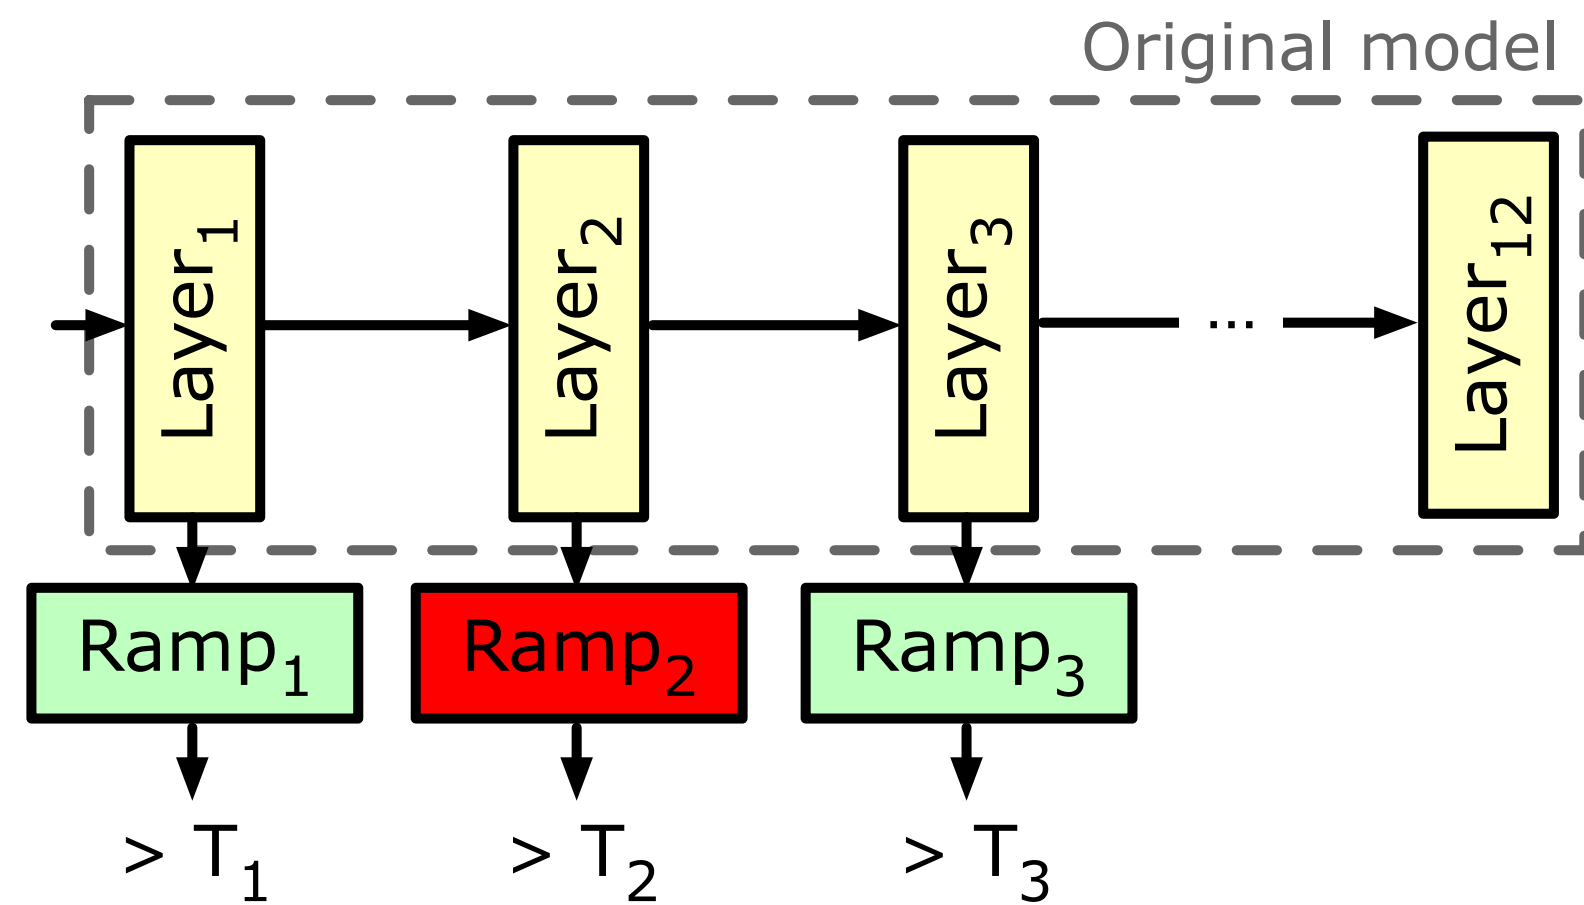 Original model
Layer1
Layer2
Layer3
...
Layer12
Ramp1
Ramp2
Ramp3
> T1
> T2
> T3